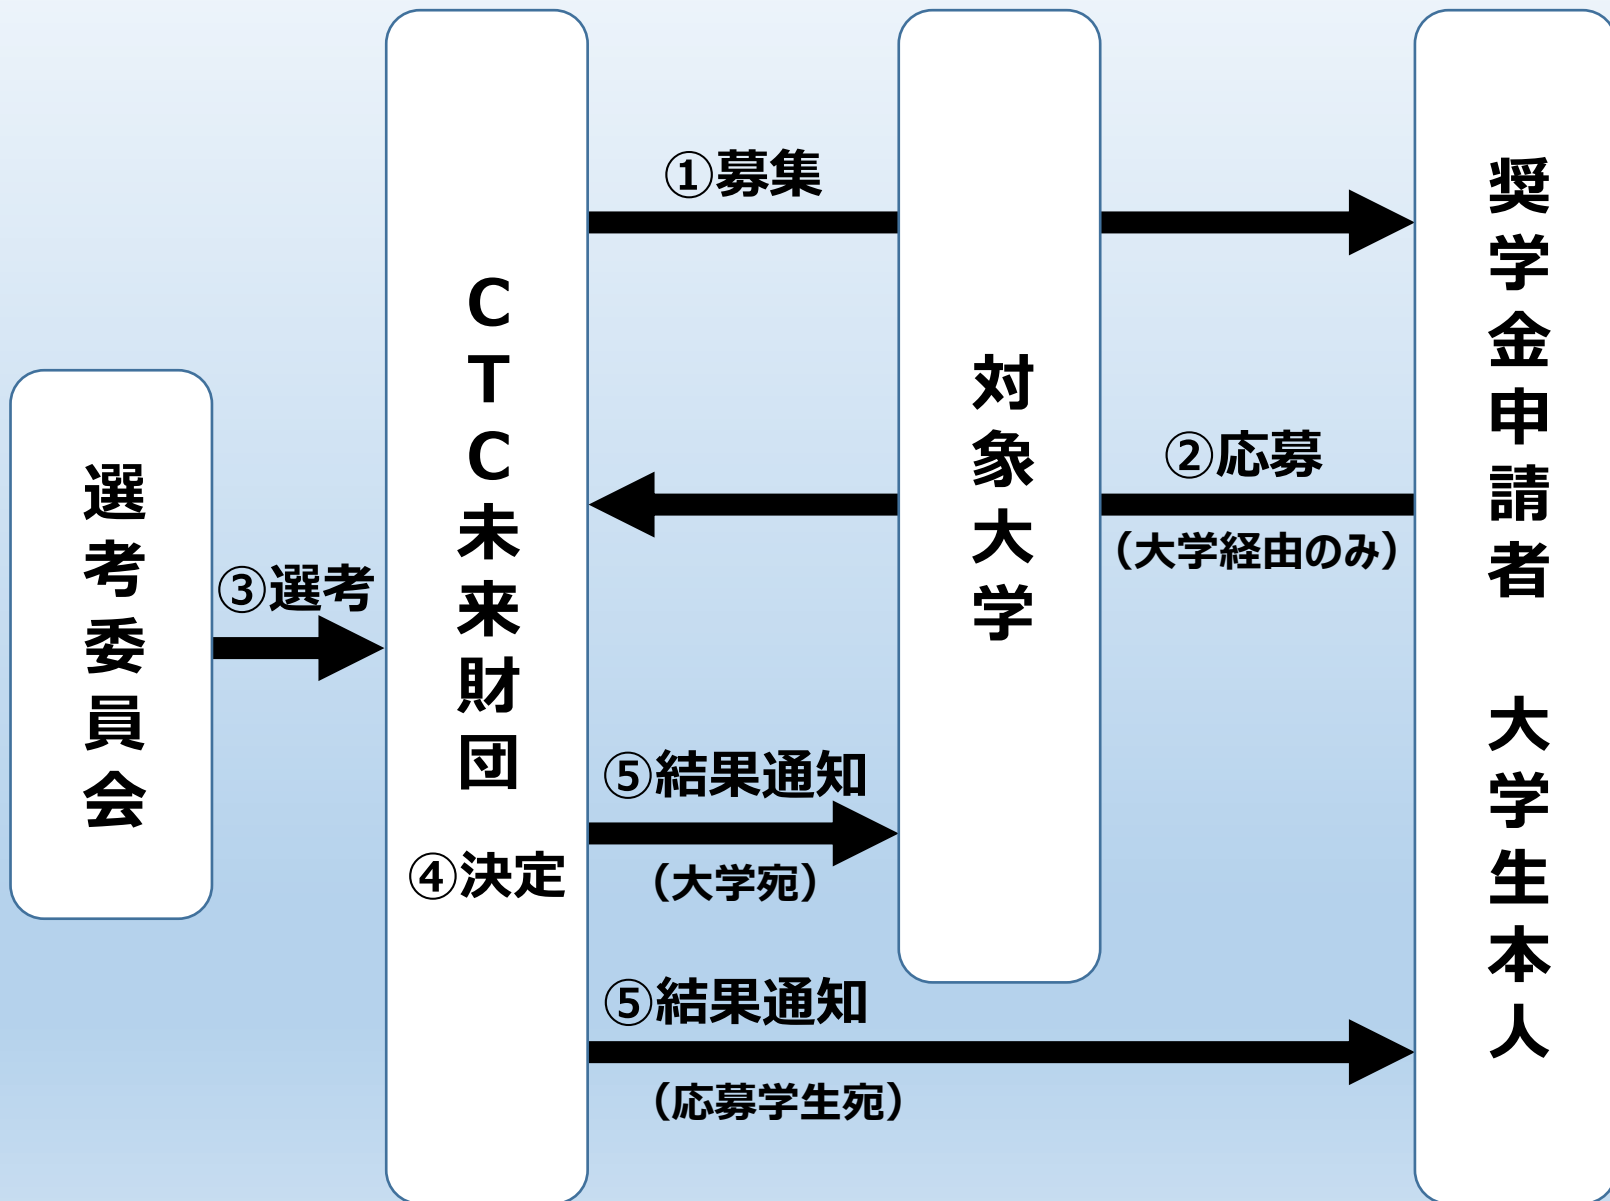 選考委員会
③選考
CTC未来財団
④決定
①募集
対象大学
②応募
（大学経由のみ）
⑤結果通知
（大学宛）
⑤結果通知
（応募学生宛）
奨学金申請者　大学生本人